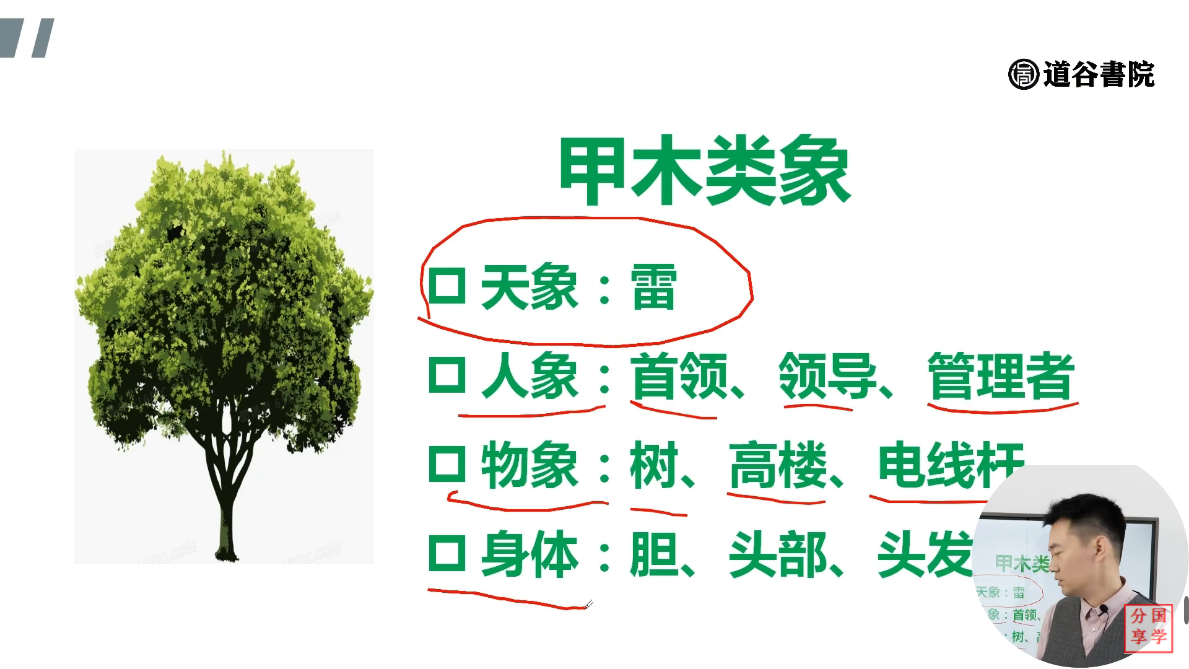 道谷書院
甲木类象
天象：雷
人象：首领、领导、管理者
物象：树、高楼、电线杆
身体：胆、头部、头发
甲木类
天象：雷
象：首领、
：树、高
分国
享学